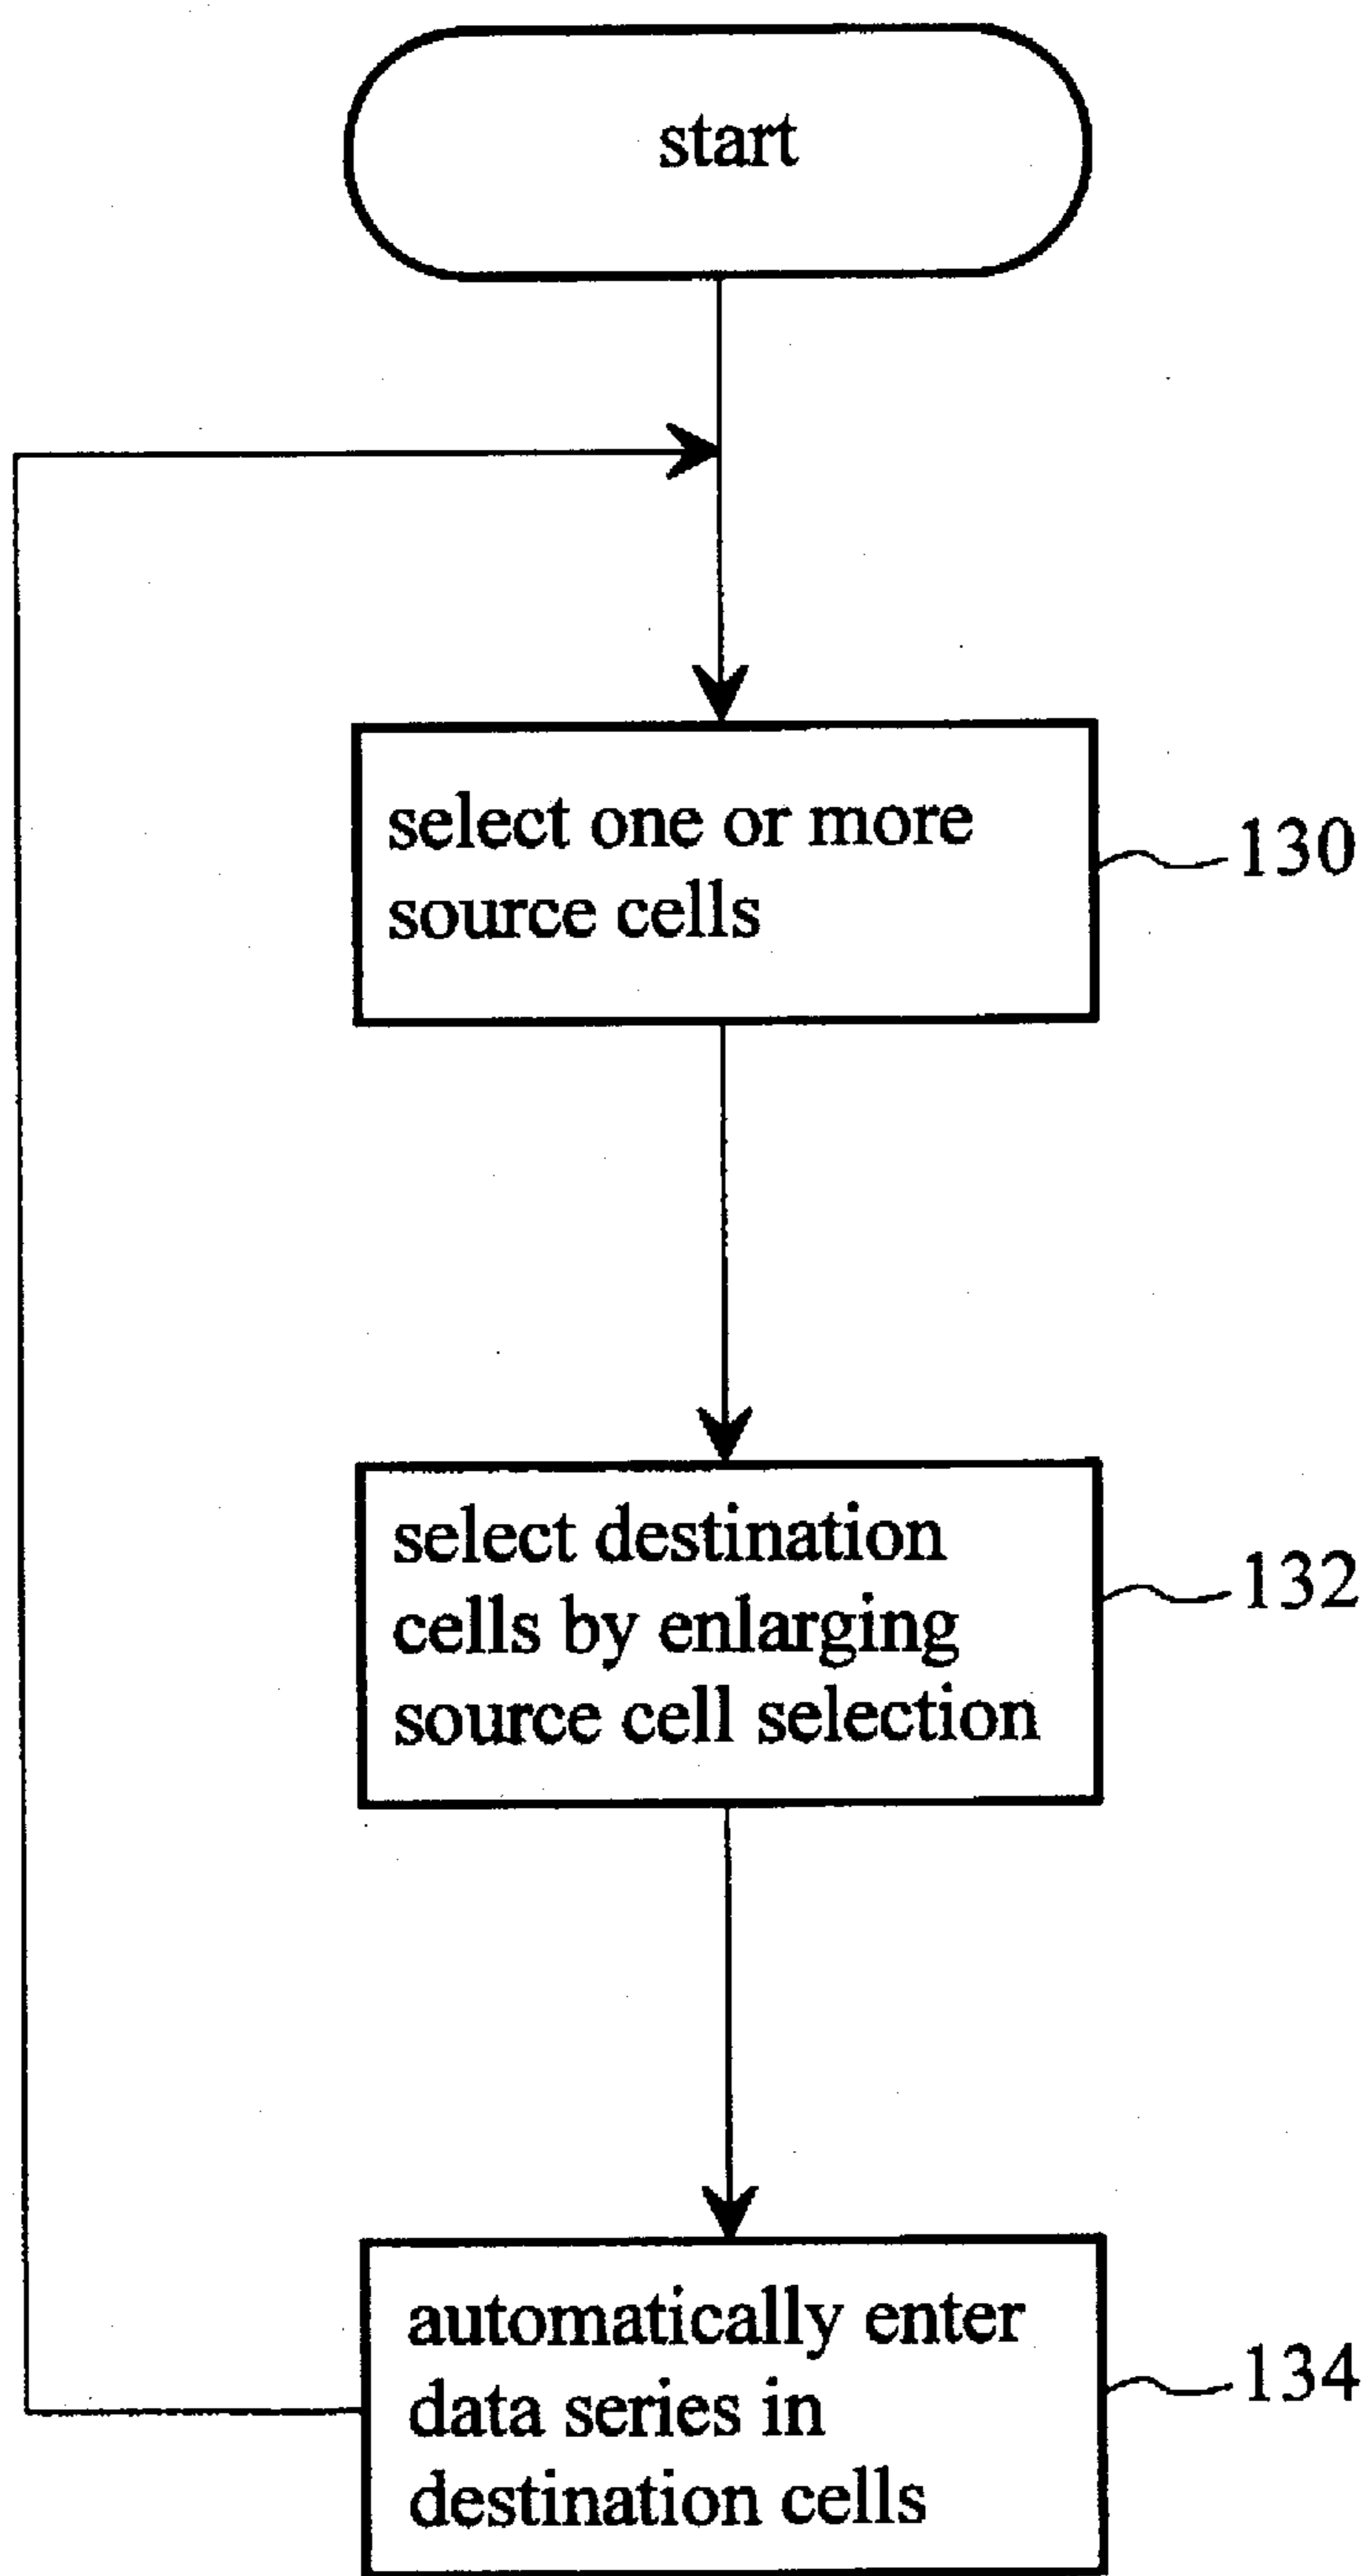 start
select one or more
source cells
130
select destination
cells by enlarging
source cell selection
132
automatically enter
data series in
destination cells
134